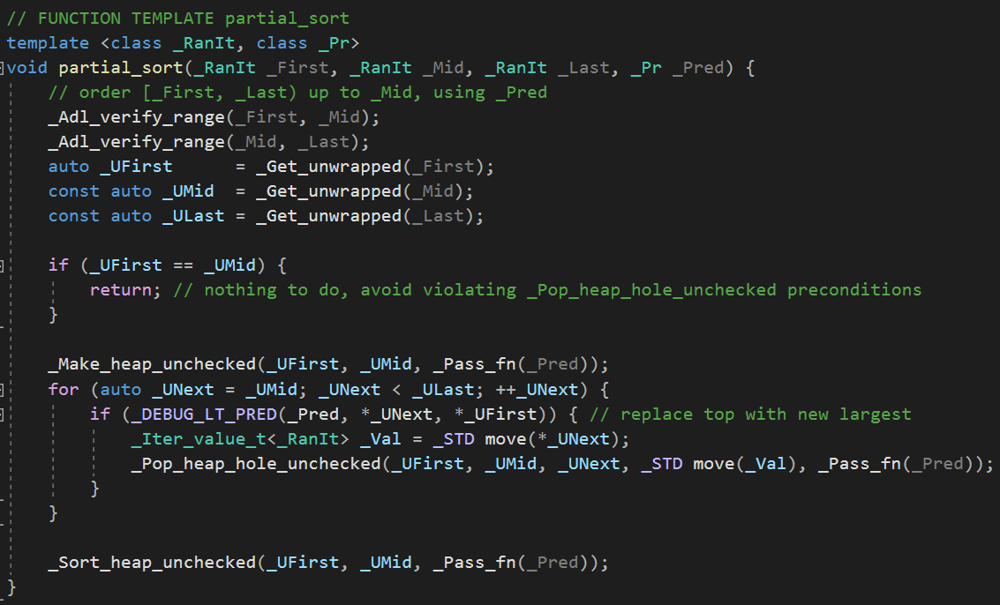 // FUNCTION TEMPLATE partial_sort
template <class _RanIt, class _Pr>
void partial_sort(_RanIt _First, _RanIt _Mid, _RanIt _Last, _Pr _Pred) {
    // order [_First, _Last) up to _Mid, using _Pred
    _Adl_verify_range(_First, _Mid);
    _Adl_verify_range(_Mid, _Last);
    auto _UFirst      = _Get_unwrapped(_First);
    const auto _UMid  = _Get_unwrapped(_Mid);
    const auto _ULast = _Get_unwrapped(_Last);
    if (_UFirst == _UMid) {
        return; // nothing to do, avoid violating _Pop_heap_hole_unchecked preconditions
    }
    _Make_heap_unchecked(_UFirst, _UMid, _Pass_fn(_Pred));
    for (auto _UNext = _UMid; _UNext < _ULast; ++_UNext) {
        if (_DEBUG_LT_PRED(_Pred, *_UNext, *_UFirst)) { // replace top with new largest
            _Iter_value_t<_RanIt> _Val = _STD move(*_UNext);
            _Pop_heap_hole_unchecked(_UFirst, _UMid, _UNext, _STD move(_Val), _Pass_fn(_Pred));
        }
    }
    _Sort_heap_unchecked(_UFirst, _UMid, _Pass_fn(_Pred));
}